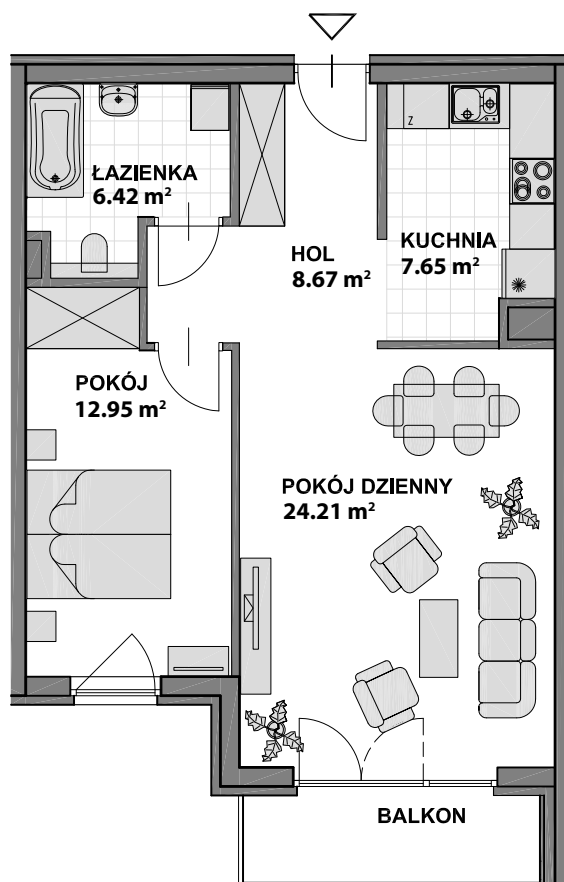 Z
ŁAZIENKA
6.42 m²
HOL
8.67 m²
KUCHNIA
7.65 m²
POKÓJ
12.95 m²
POKÓJ DZIENNY
24.21 m²
BALKON